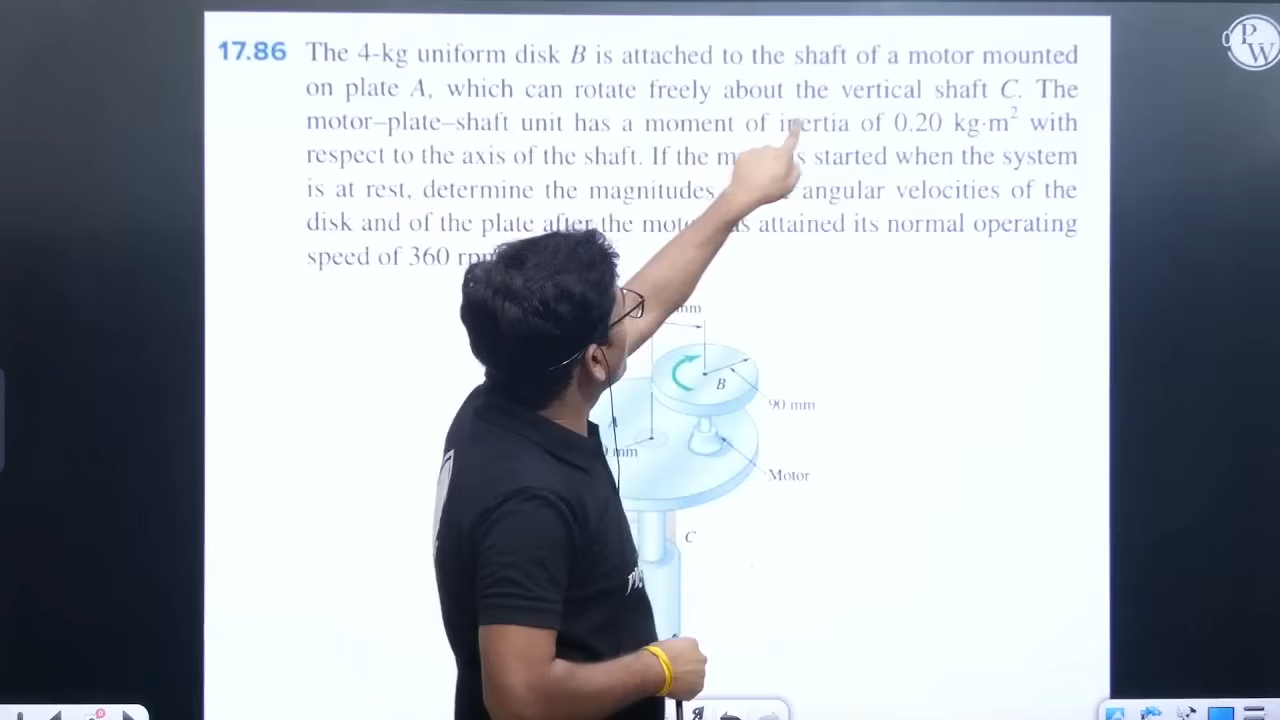 17.86 The 4-kg uniform disk B is attached to the shaft of a motor mounted
on plate A, which can rotate freely about the vertical shaft C. The
motor–plate–shaft unit has a moment of inertia of 0.20 kg·m² with
respect to the axis of the shaft. If the started when the system
is at rest, determine the magnitudes angular velocities of the
disk and of the plate after the attained its normal operating
speed of 360
mm
B
90 mm
A
mm
Motor
C
PW